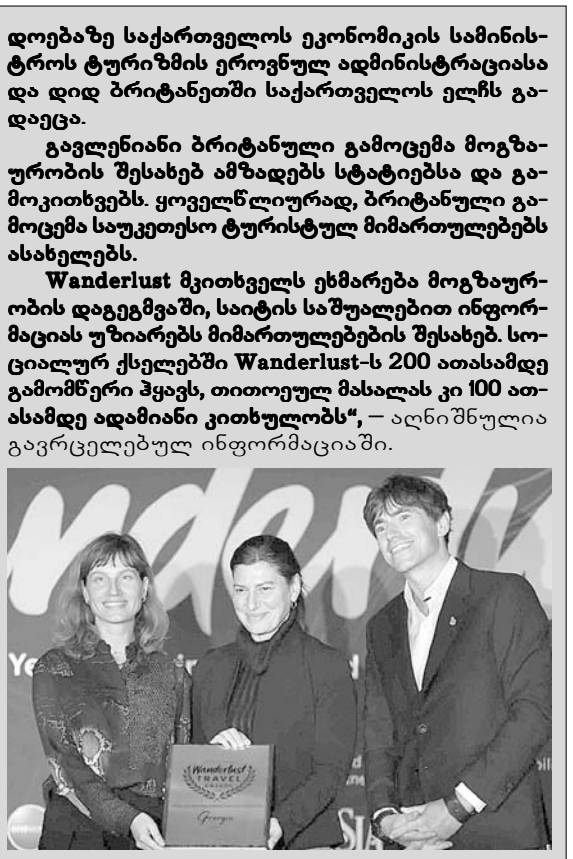 დოებაზე საქართველოს ეკონომიკის სამინის-
ტროს ტურიზმის ეროვნულ ადმინისტრაციასა
და დიდ ბრიტანეთში საქართველოს ელჩს გა-
დაეცა.
გავლენიანი ბრიტანული გამოცემა მოგზა-
ურობის შესახებ ამზადებს სტატიებსა და გა-
მოკითხვებს. ყოველწლიურად, ბრიტანული გა-
მოცემა საუკეთესო ტურისტულ მიმართულებებს
ასახელებს.
Wanderlust მკითხველს ეხმარება მოგზაურ-
ობის დაგეგმვაში, საიტის საშუალებით ინფორ-
მაციას უზიარებს მიმართულებების შესახებ. სო-
ციალურ ქსელებში Wanderlust-ს 200 ათასამდე
გამომწერი ჰყავს, თითოეულ მასალას კი 100 ათ-
ასამდე ადამიანი კითხულობს“, — აღნიშნულია
გავრცელებულ ინფორმაციაში.
anderlu
Ye
Wanderlust
TRAVEL
AWARDS
Georgia